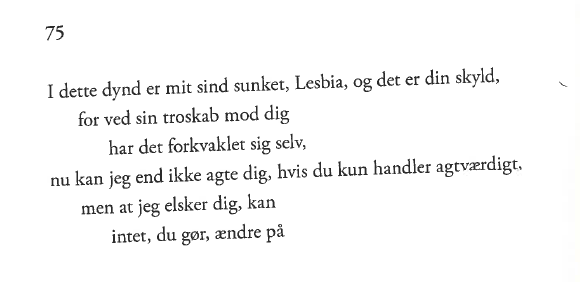 75
I dette dynd er mit sind sunket, Lesbia, og det er din skyld,
for ved sin troskab mod dig
har det forkvaklet sig selv,
nu kan jeg end ikke agte dig, hvis du kun handler agtværdigt,
men at jeg elsker dig, kan
intet, du gør, ændre på